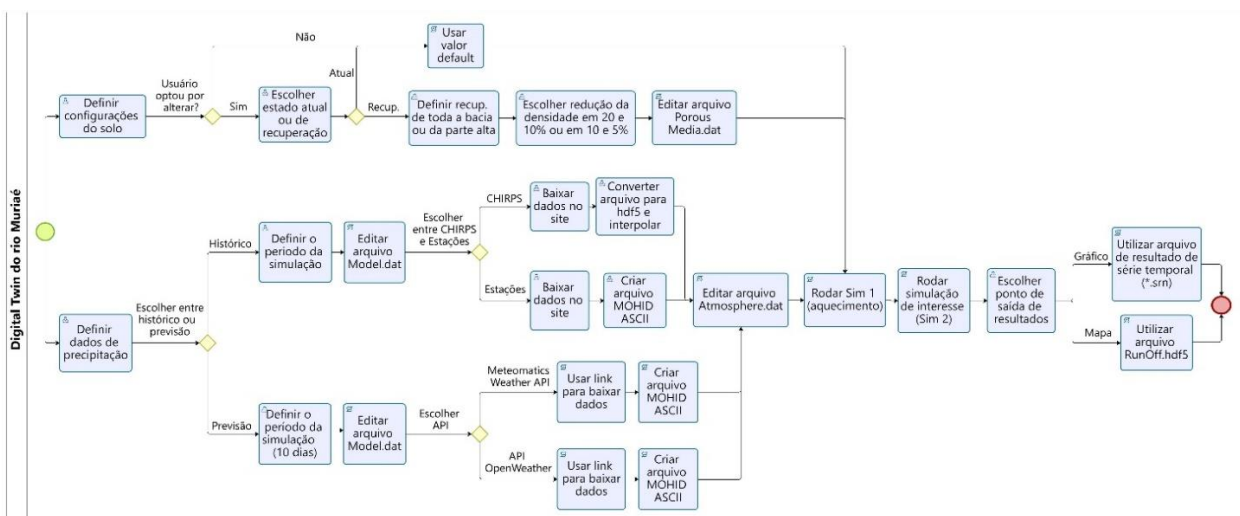 Digital Twin do rio Muriaé
Definir
configurações
do solo
Usuário
optou por
alterar?
Não
Sim
Usar
valor
default
Escolher
estado atual
ou de
recuperação
Atual
Recup.
Definir recup.
de toda a bacia
ou da parte alta
Escolher redução da
densidade em 20 e
10% ou em 10 e 5%
Editar arquivo
Porous
Media.dat
Definir
dados de
precipitação
Escolher entre
histórico ou
previsão
Histórico
Definir o
período da
simulação
Editar
arquivo
Model.dat
Escolher
entre CHIRPS
e Estações
CHIRPS
Baixar
dados no
site
Converter
arquivo para
hdf5 e
interpolar
Estações
Baixar
dados no
site
Criar
arquivo
MOHID
ASCII
Previsão
Definir o
período da
simulação
(10 dias)
Editar
arquivo
Model.dat
Escolher
API
Meteomatics
Weather API
Usar link
para baixar
dados
Criar
arquivo
MOHID
ASCII
API
OpenWeather
Usar link
para baixar
dados
Criar
arquivo
MOHID
ASCII
Editar arquivo
Atmosphere.dat
Rodar Sim 1
(aquecimento)
Rodar
simulação
de interesse
(Sim 2)
Escolher
ponto de
saída de
resultados
Gráfico
Utilizar arquivo
de resultado de
série temporal
(*.srn)
Mapa
Utilizar
arquivo
RunOff.hdf5